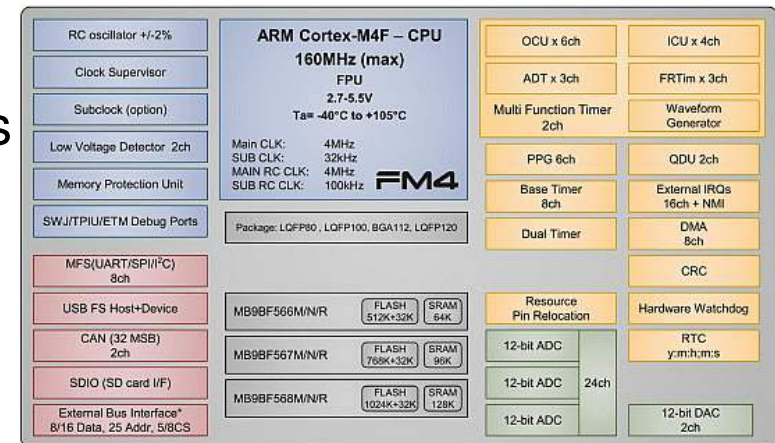 s
RC oscillator +/-2%
Clock Supervisor
Subclock (option)
Low Voltage Detector 2ch
Memory Protection Unit
SWJ/TPIU/ETM Debug Ports
MFS(UART/SPI/I²C)
8ch
USB FS Host+Device
CAN (32 MSB)
2ch
SDIO (SD card I/F)
External Bus Interface*
8/16 Data, 25 Addr, 5/8CS
ARM Cortex-M4F – CPU
160MHz (max)
FPU
2.7-5.5V
Ta= -40°C to +105°C
Main CLK: 4MHz
SUB CLK: 32kHz
MAIN RC CLK: 4MHz
SUB RC CLK: 100kHz
FM4
Package: LQFP80 , LQFP100, BGA112, LQFP120
MB9BF566M/N/R
FLASH
512K+32K
SRAM
64K
MB9BF567M/N/R
FLASH
768K+32K
SRAM
96K
MB9BF568M/N/R
FLASH
1024K+32K
SRAM
128K
OCU x 6ch
ICU x 4ch
ADT x 3ch
FRTim x 3ch
Multi Function Timer
2ch
Waveform
Generator
PPG 6ch
QDU 2ch
Base Timer
8ch
External IRQs
16ch + NMI
Dual Timer
DMA
8ch
CRC
Resource
Pin Relocation
Hardware Watchdog
12-bit ADC
12-bit ADC
12-bit ADC
24ch
RTC
y:m:h;m:s
12-bit DAC
2ch